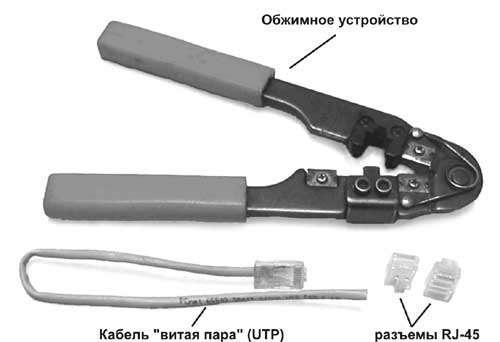 Обжимное устройство
Кабель "витая пара" (UTP)
разъемы RJ-45